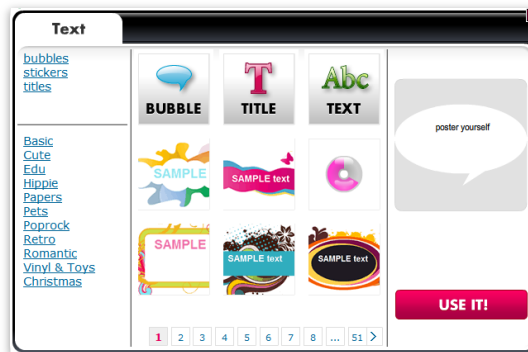 Text
bubbles
stickers
titles
Basic
Cute
Edu
Hippie
Papers
Pets
Poprock
Retro
Romantic
Vinyl & Toys
Christmas
BUBBLE
T
TITLE
Abc
TEXT
SAMPLE
SAMPLE text
SAMPLE
SAMPLE text
SAMPLE text
1 2 3 4 5 6 7 8 ... 51 >
poster yourself
USE IT!